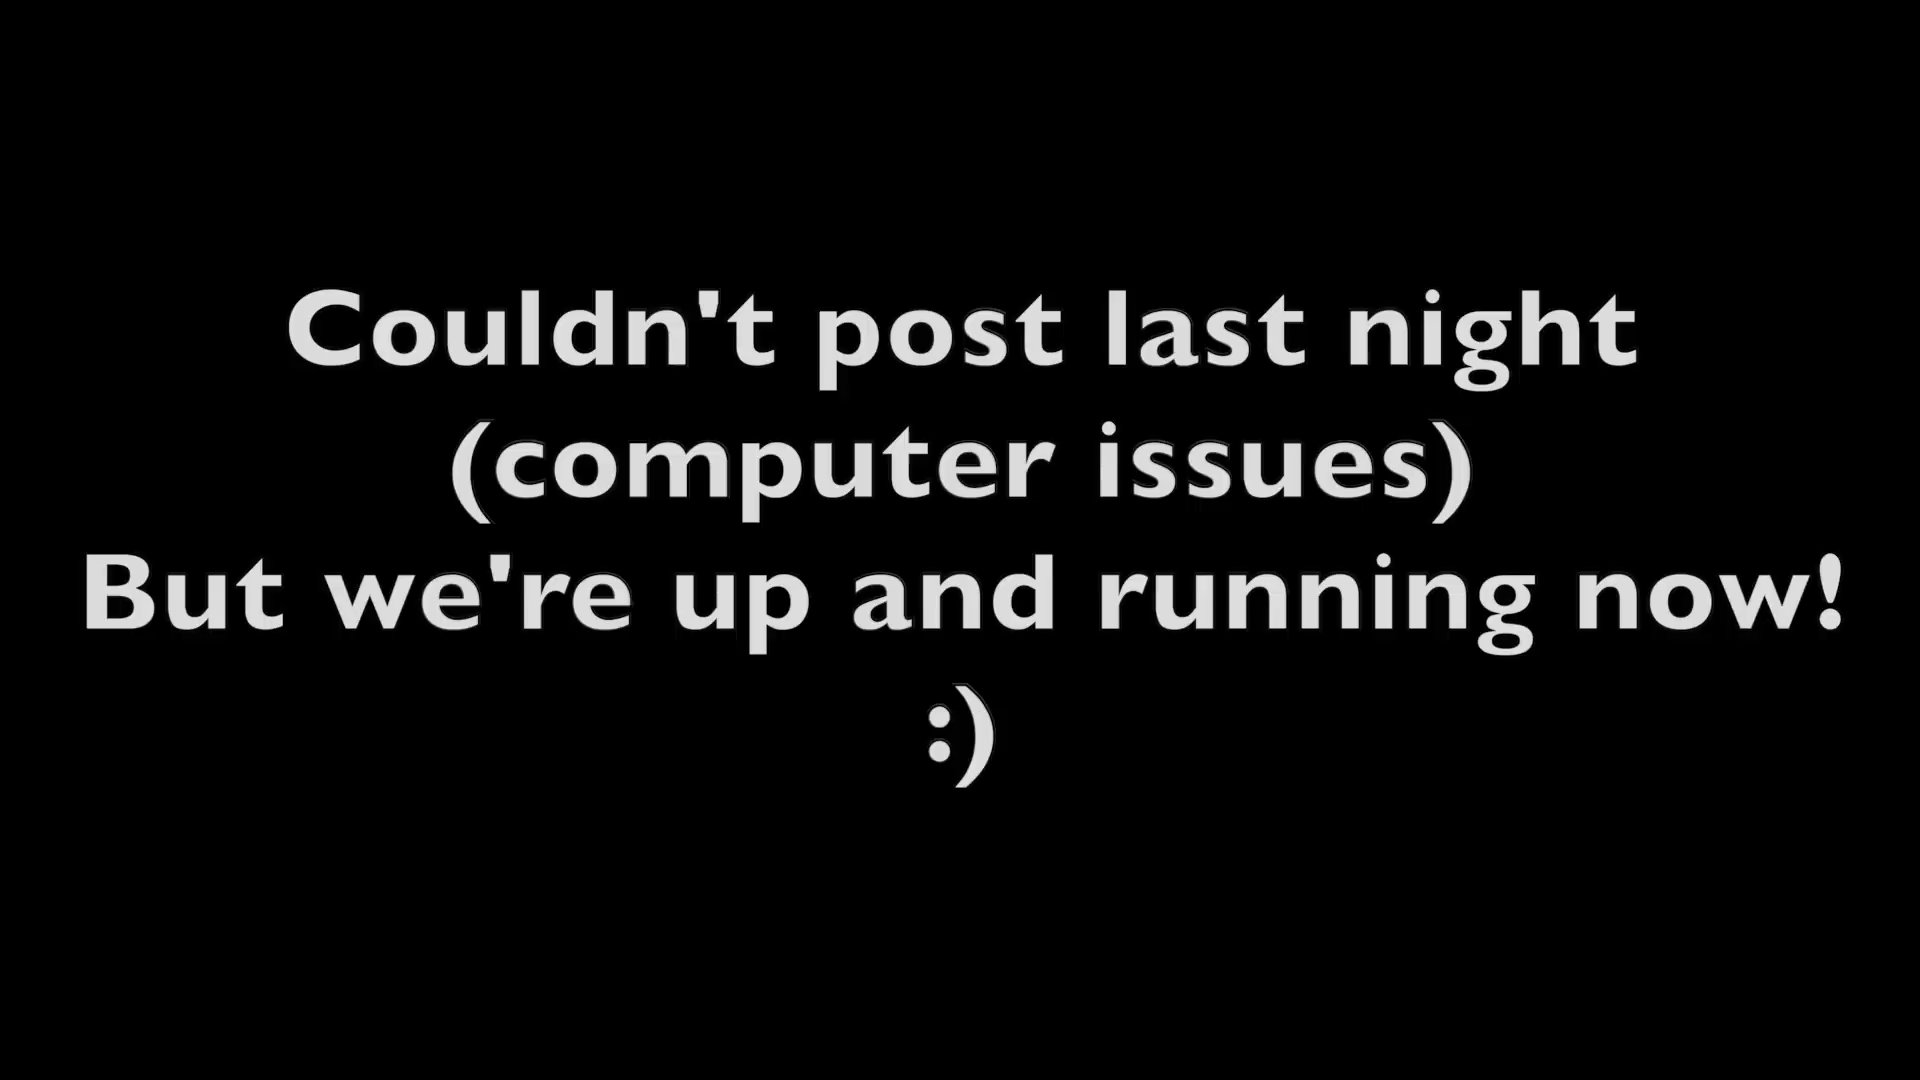 Couldn't post last night
(computer issues)
But we're up and running now!
:)